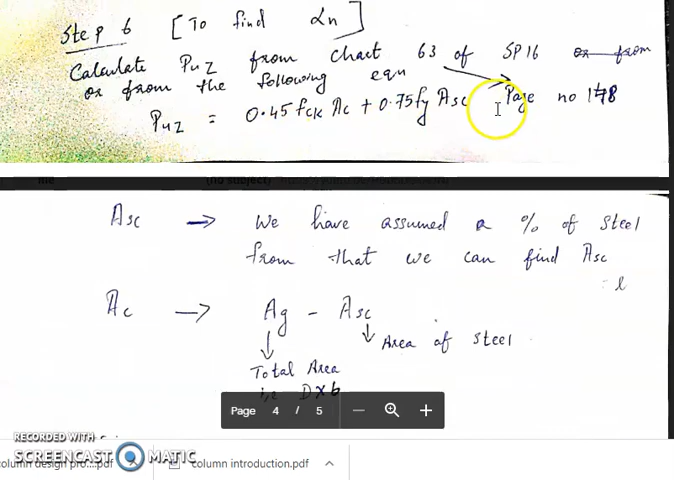 Step 6 [To find αn]
Calculate Puz from chart 63 of SP16 or from
or from the following eqn
Puz = 0.45 fck Ac + 0.75 fy Asc Page no 148
(no subject)
Asc → We have assumed a % of steel
from that we can find Asc
Ac → Ag - Asc
↓ Area of steel
Total Area
i,e D×b
Page 4 / 5 − +
RECORDED WITH
SCREENCAST MATIC
column design pro....pdf column introduction.pdf